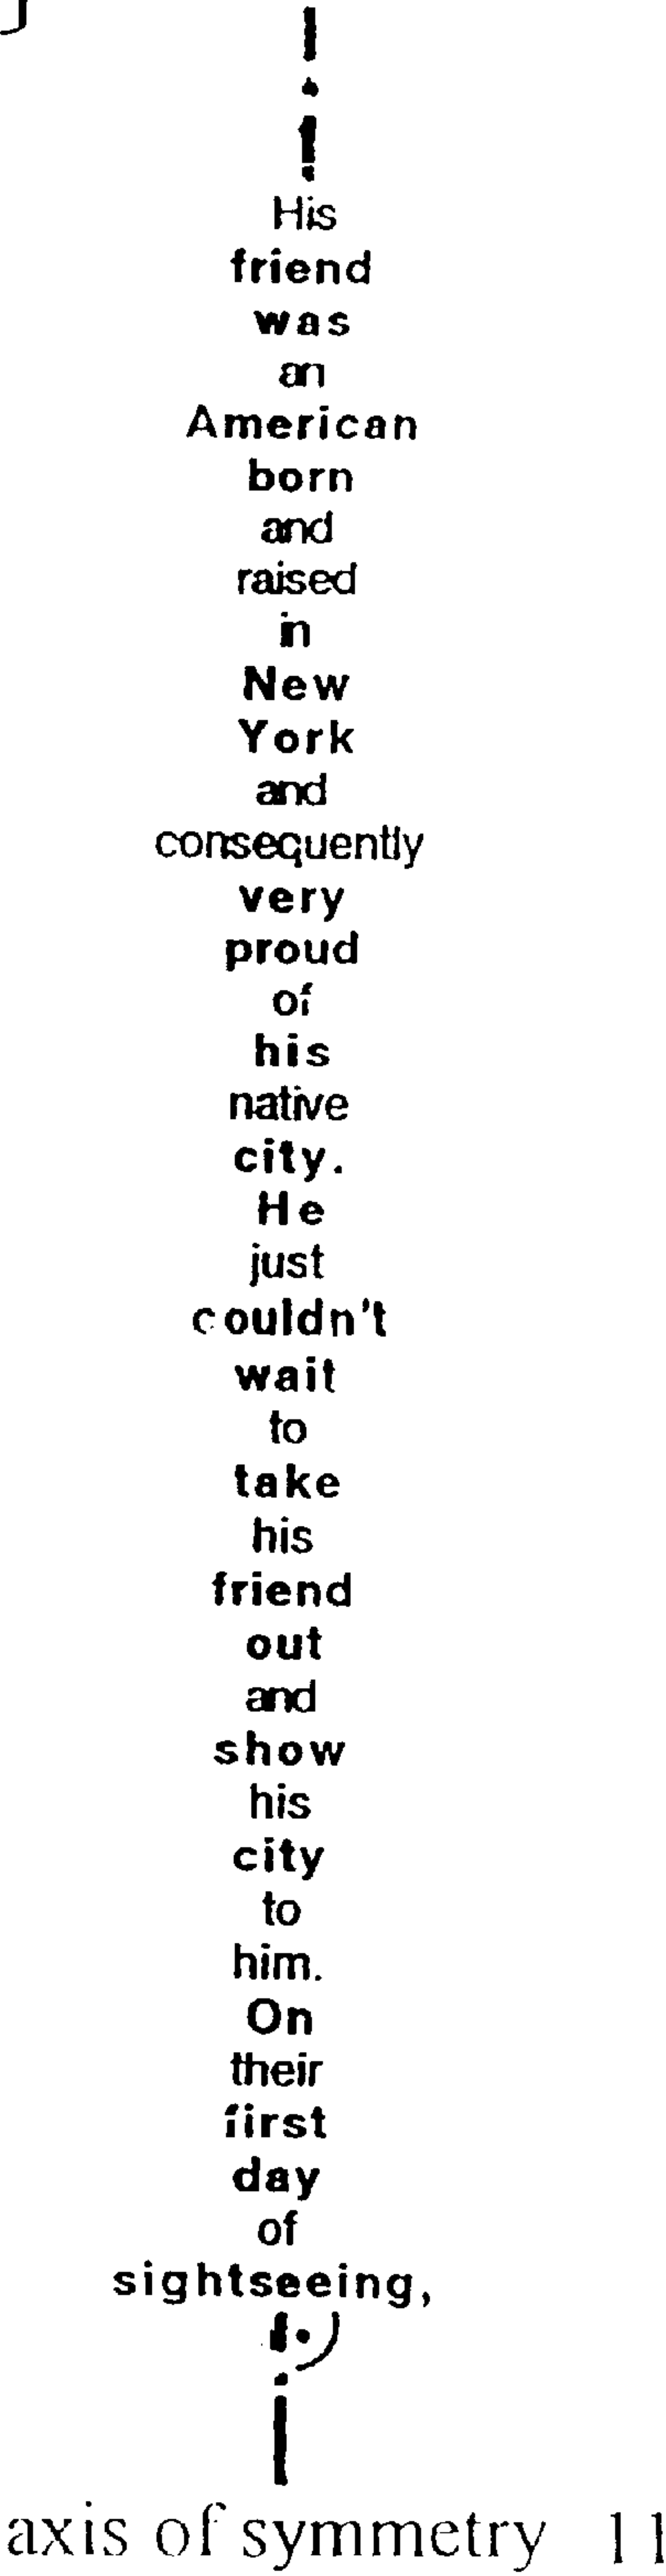 His
friend
was
an
American
born
and
raised
in
New
York
and
consequently
very
proud
of
his
native
city.
He
just
couldn't
wait
to
take
his
friend
out
and
show
his
city
to
him.
On
their
first
day
of
sightseeing,
axis of symmetry 11